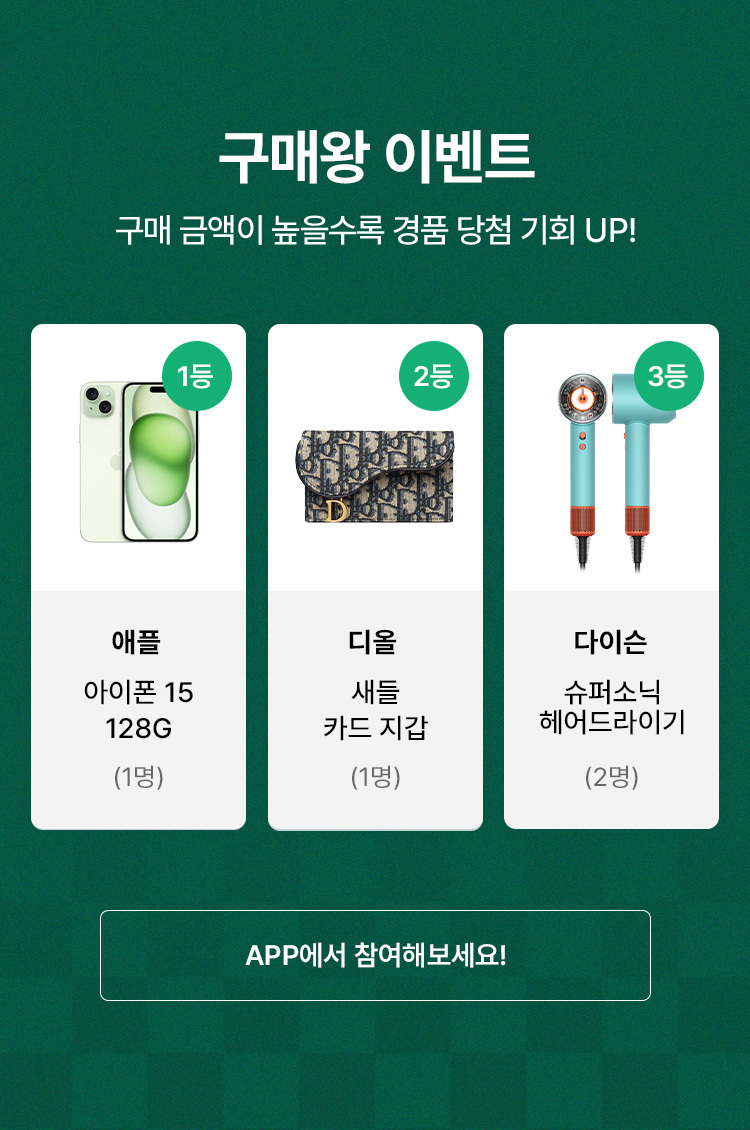 구매왕 이벤트
구매 금액이 높을수록 경품 당첨 기회 UP!
1등
애플
아이폰 15
128G
(1명)
2등
D
디올
새들
카드 지갑
(1명)
3등
다이슨
슈퍼소닉
헤어드라이기
(2명)
APP에서 참여해보세요!